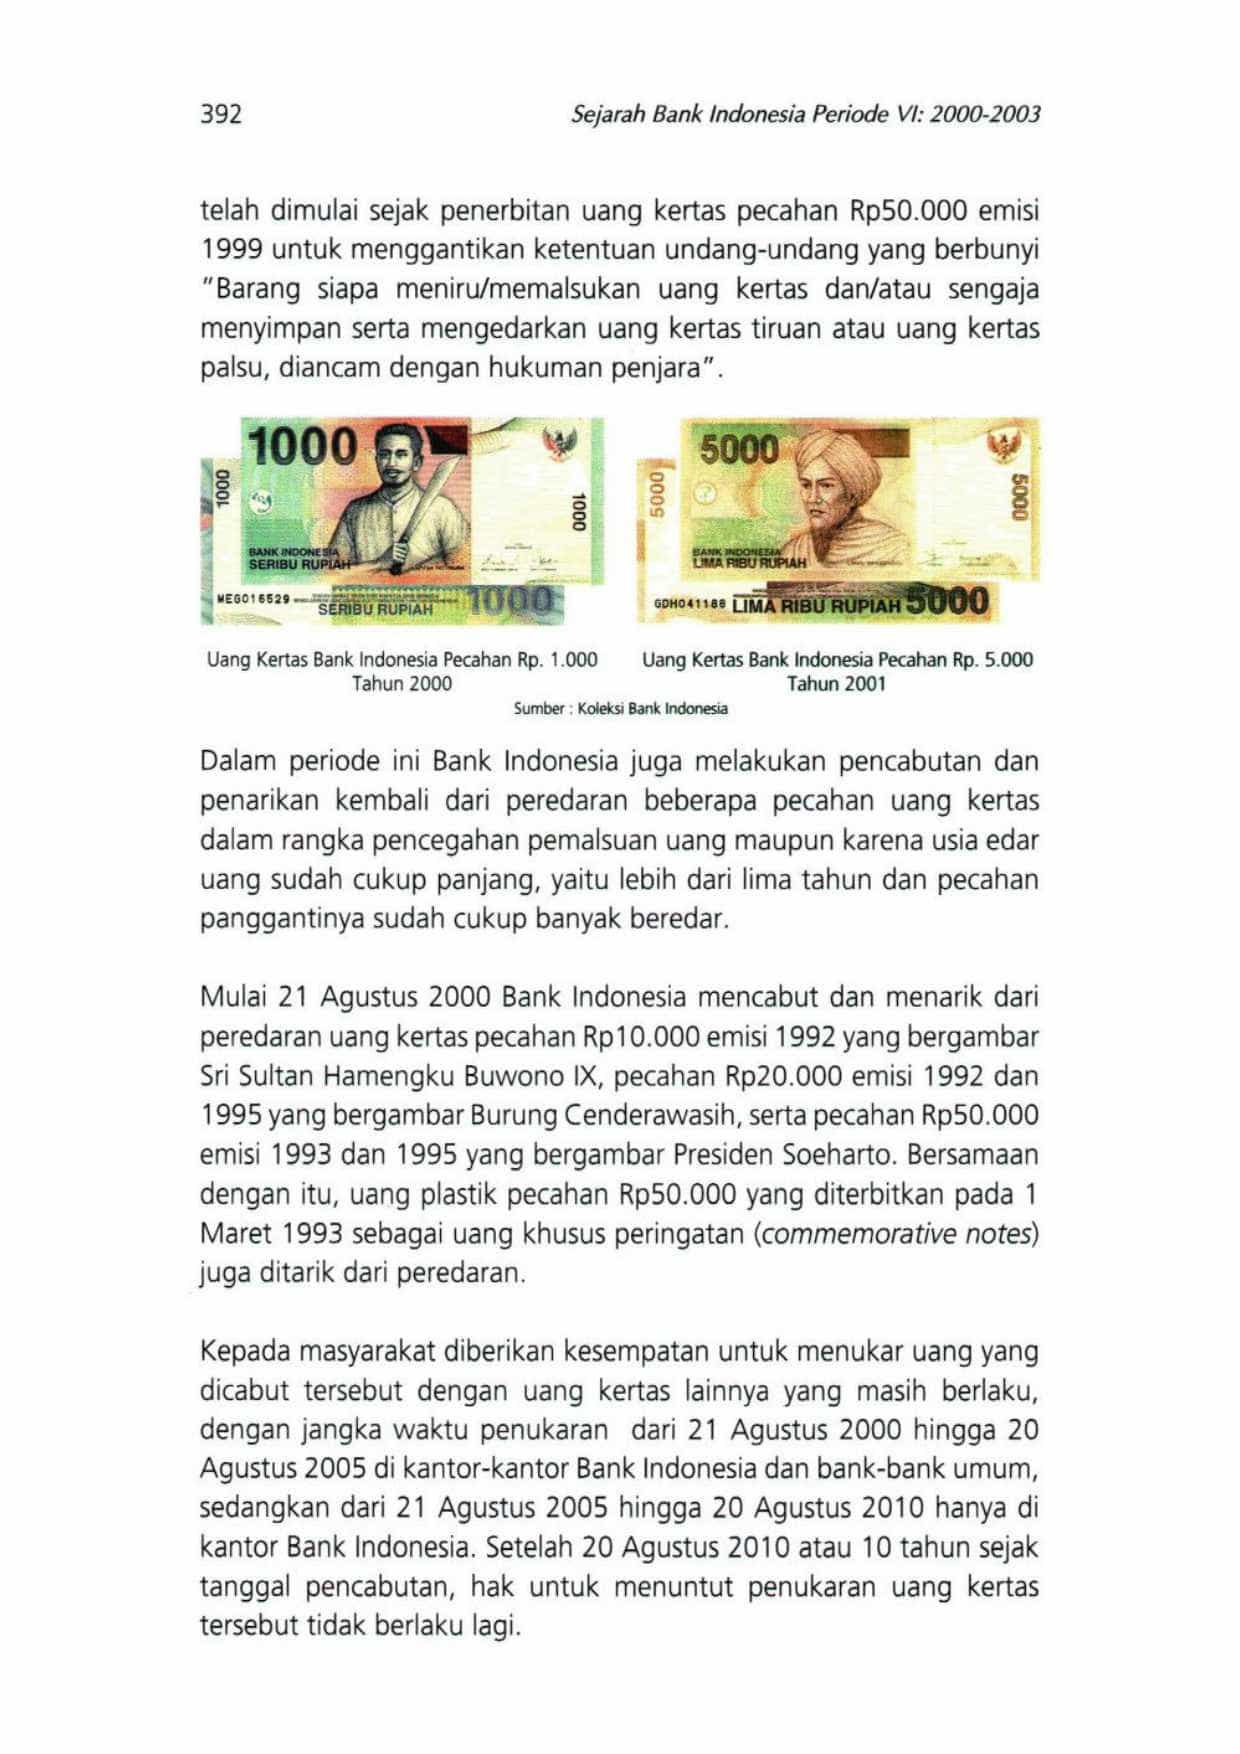 392
Sejarah Bank Indonesia Periode VI: 2000-2003
telah dimulai sejak penerbitan uang kertas pecahan Rp50.000 emisi
1999 untuk menggantikan ketentuan undang-undang yang berbunyi
"Barang siapa meniru/memalsukan uang kertas dan/atau sengaja
menyimpan serta mengedarkan uang kertas tiruan atau uang kertas
palsu, diancam dengan hukuman penjara".
1000
1000
1000
BANK INDONESIA
SERIBU RUPIAH
MEG016529
SERIBU RUPIAH
1000
5000
5000
5000
BANK INDONESIA
LIMA RIBU RUPIAH
GDH041186
LIMA RIBU RUPIAH 5000
Uang Kertas Bank Indonesia Pecahan Rp. 1.000
Tahun 2000
Uang Kertas Bank Indonesia Pecahan Rp. 5.000
Tahun 2001
Sumber : Koleksi Bank Indonesia
Dalam periode ini Bank Indonesia juga melakukan pencabutan dan
penarikan kembali dari peredaran beberapa pecahan uang kertas
dalam rangka pencegahan pemalsuan uang maupun karena usia edar
uang sudah cukup panjang, yaitu lebih dari lima tahun dan pecahan
panggantinya sudah cukup banyak beredar.
Mulai 21 Agustus 2000 Bank Indonesia mencabut dan menarik dari
peredaran uang kertas pecahan Rp10.000 emisi 1992 yang bergambar
Sri Sultan Hamengku Buwono IX, pecahan Rp20.000 emisi 1992 dan
1995 yang bergambar Burung Cenderawasih, serta pecahan Rp50.000
emisi 1993 dan 1995 yang bergambar Presiden Soeharto. Bersamaan
dengan itu, uang plastik pecahan Rp50.000 yang diterbitkan pada 1
Maret 1993 sebagai uang khusus peringatan (commemorative notes)
juga ditarik dari peredaran.
Kepada masyarakat diberikan kesempatan untuk menukar uang yang
dicabut tersebut dengan uang kertas lainnya yang masih berlaku,
dengan jangka waktu penukaran dari 21 Agustus 2000 hingga 20
Agustus 2005 di kantor-kantor Bank Indonesia dan bank-bank umum,
sedangkan dari 21 Agustus 2005 hingga 20 Agustus 2010 hanya di
kantor Bank Indonesia. Setelah 20 Agustus 2010 atau 10 tahun sejak
tanggal pencabutan, hak untuk menuntut penukaran uang kertas
tersebut tidak berlaku lagi.